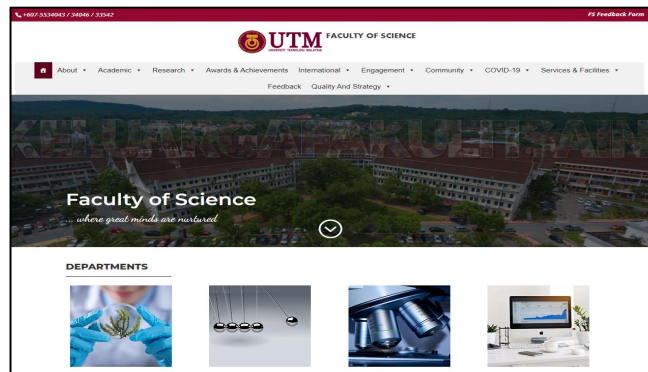 +607-5534043 / 34046 / 33542
FS Feedback Form
UTM
UNIVERSITI TEKNOLOGI MALAYSIA
FACULTY OF SCIENCE
About Academic Research Awards & Achievements International Engagement Community COVID-19 Services & Facilities
Feedback Quality And Strategy
KELUARGAFAKULTISAIN
Faculty of Science
... where great minds are nurtured
DEPARTMENTS